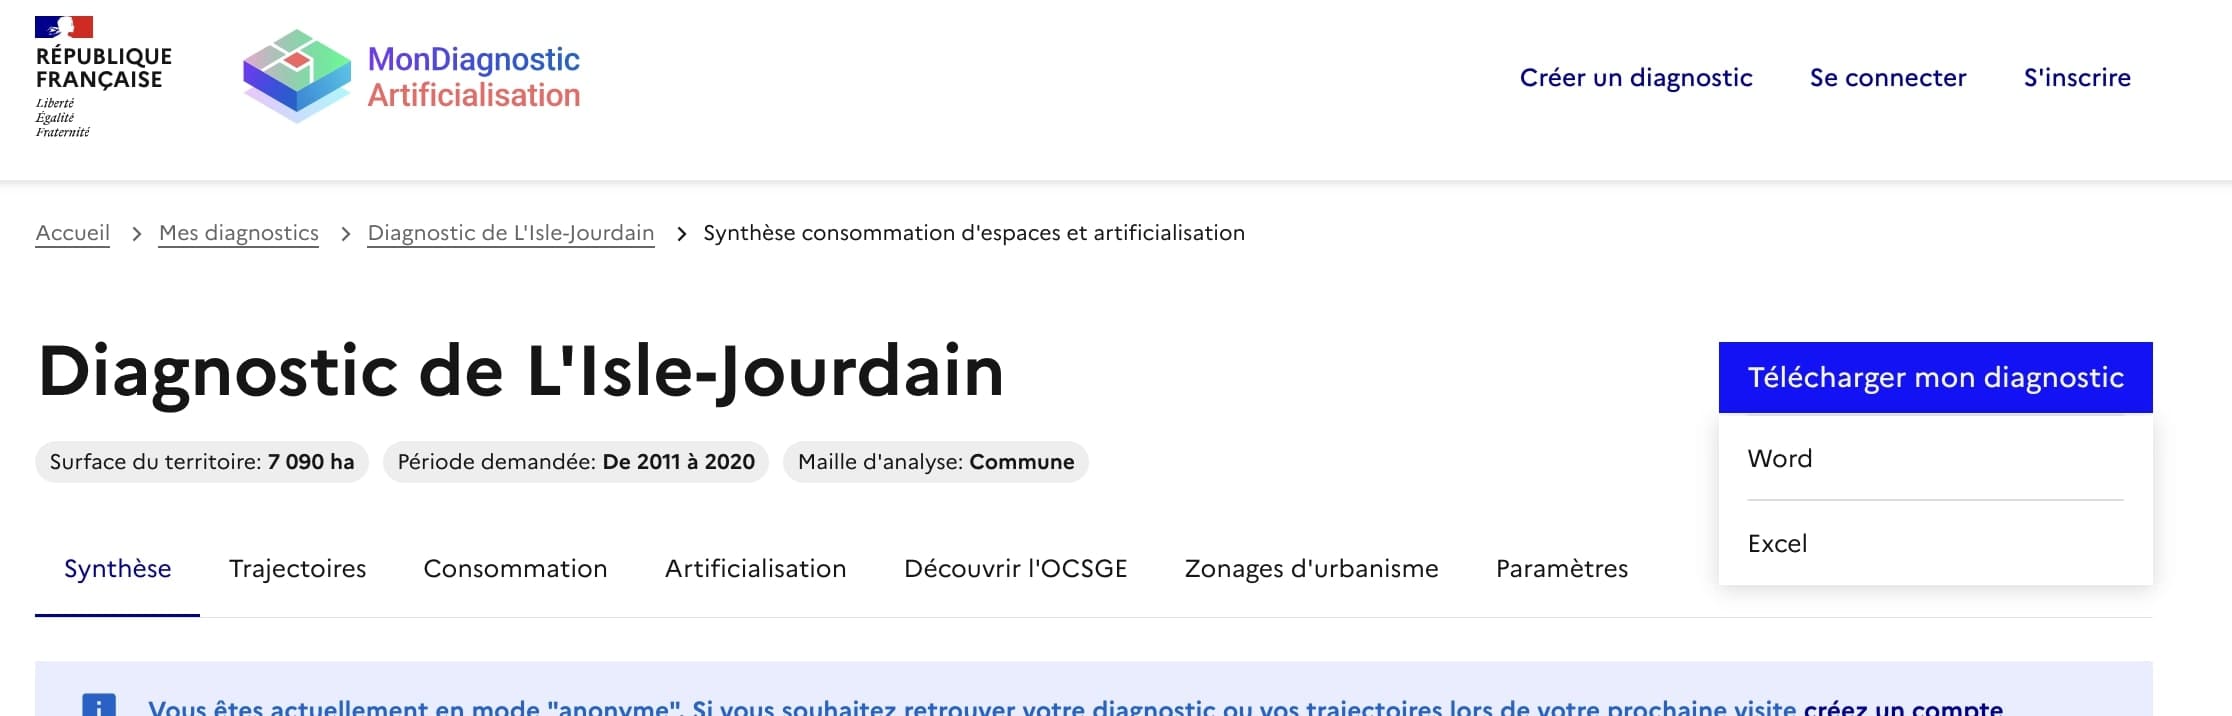 RÉPUBLIQUE
FRANÇAISE
Liberté
Égalité
Fraternité
MonDiagnostic
Artificialisation
Créer un diagnostic
Se connecter
S'inscrire
Accueil > Mes diagnostics > Diagnostic de L'Isle-Jourdain > Synthèse consommation d'espaces et artificialisation
Diagnostic de L'Isle-Jourdain
Télécharger mon diagnostic
Word
Excel
Surface du territoire: 7 090 ha
Période demandée: De 2011 à 2020
Maille d'analyse: Commune
Synthèse
Trajectoires
Consommation
Artificialisation
Découvrir l'OCSGE
Zonages d'urbanisme
Paramètres
Vous êtes actuellement en mode "anonyme". Si vous souhaitez retrouver votre diagnostic ou vos trajectoires lors de votre prochaine visite créez un compte